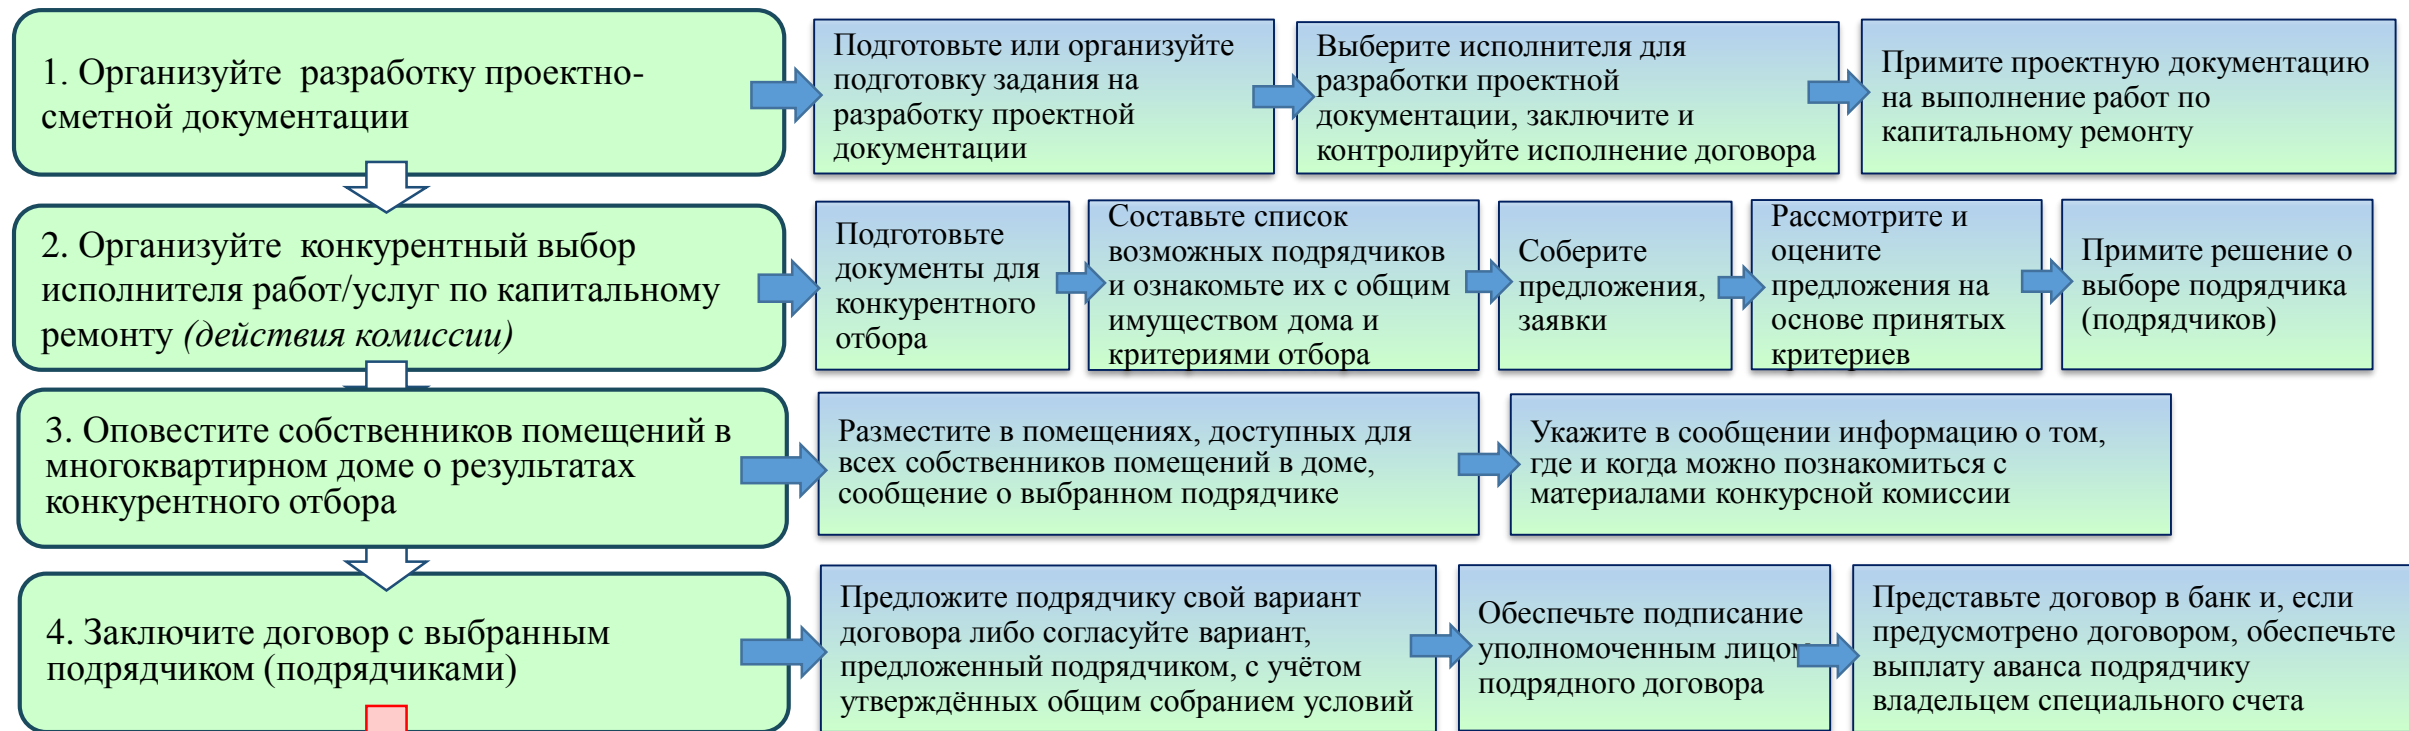 1. Организуйте  разработку проектно-
сметной документации
Подготовьте или организуйте
подготовку задания на
разработку проектной
документации
Выберите исполнителя для
разработки проектной
документации, заключите и
контролируйте исполнение договора
Примите проектную документацию
на выполнение работ по
капитальному ремонту
2. Организуйте  конкурентный выбор
исполнителя работ/услуг по капитальному
ремонту (действия комиссии)
Подготовьте
документы для
конкурентного
отбора
Составьте список
возможных подрядчиков
и ознакомьте их с общим
имуществом дома и
критериями отбора
Соберите
предложения,
заявки
Рассмотрите и
оцените
предложения на
основе принятых
критериев
Примите решение о
выборе подрядчика
(подрядчиков)
3. Оповестите собственников помещений в
многоквартирном доме о результатах
конкурентного отбора
Разместите в помещениях, доступных для
всех собственников помещений в доме,
сообщение о выбранном подрядчике
Укажите в сообщении информацию о том,
где и когда можно познакомиться с
материалами конкурсной комиссии
4. Заключите договор с выбранным
подрядчиком (подрядчиками)
Предложите подрядчику свой вариант
договора либо согласуйте вариант,
предложенный подрядчиком, с учётом
утверждённых общим собранием условий
Обеспечьте подписание
уполномоченным лицом
подрядного договора
Представьте договор в банк и, если
предусмотрено договором, обеспечьте
выплату аванса подрядчику
владельцем специального счета